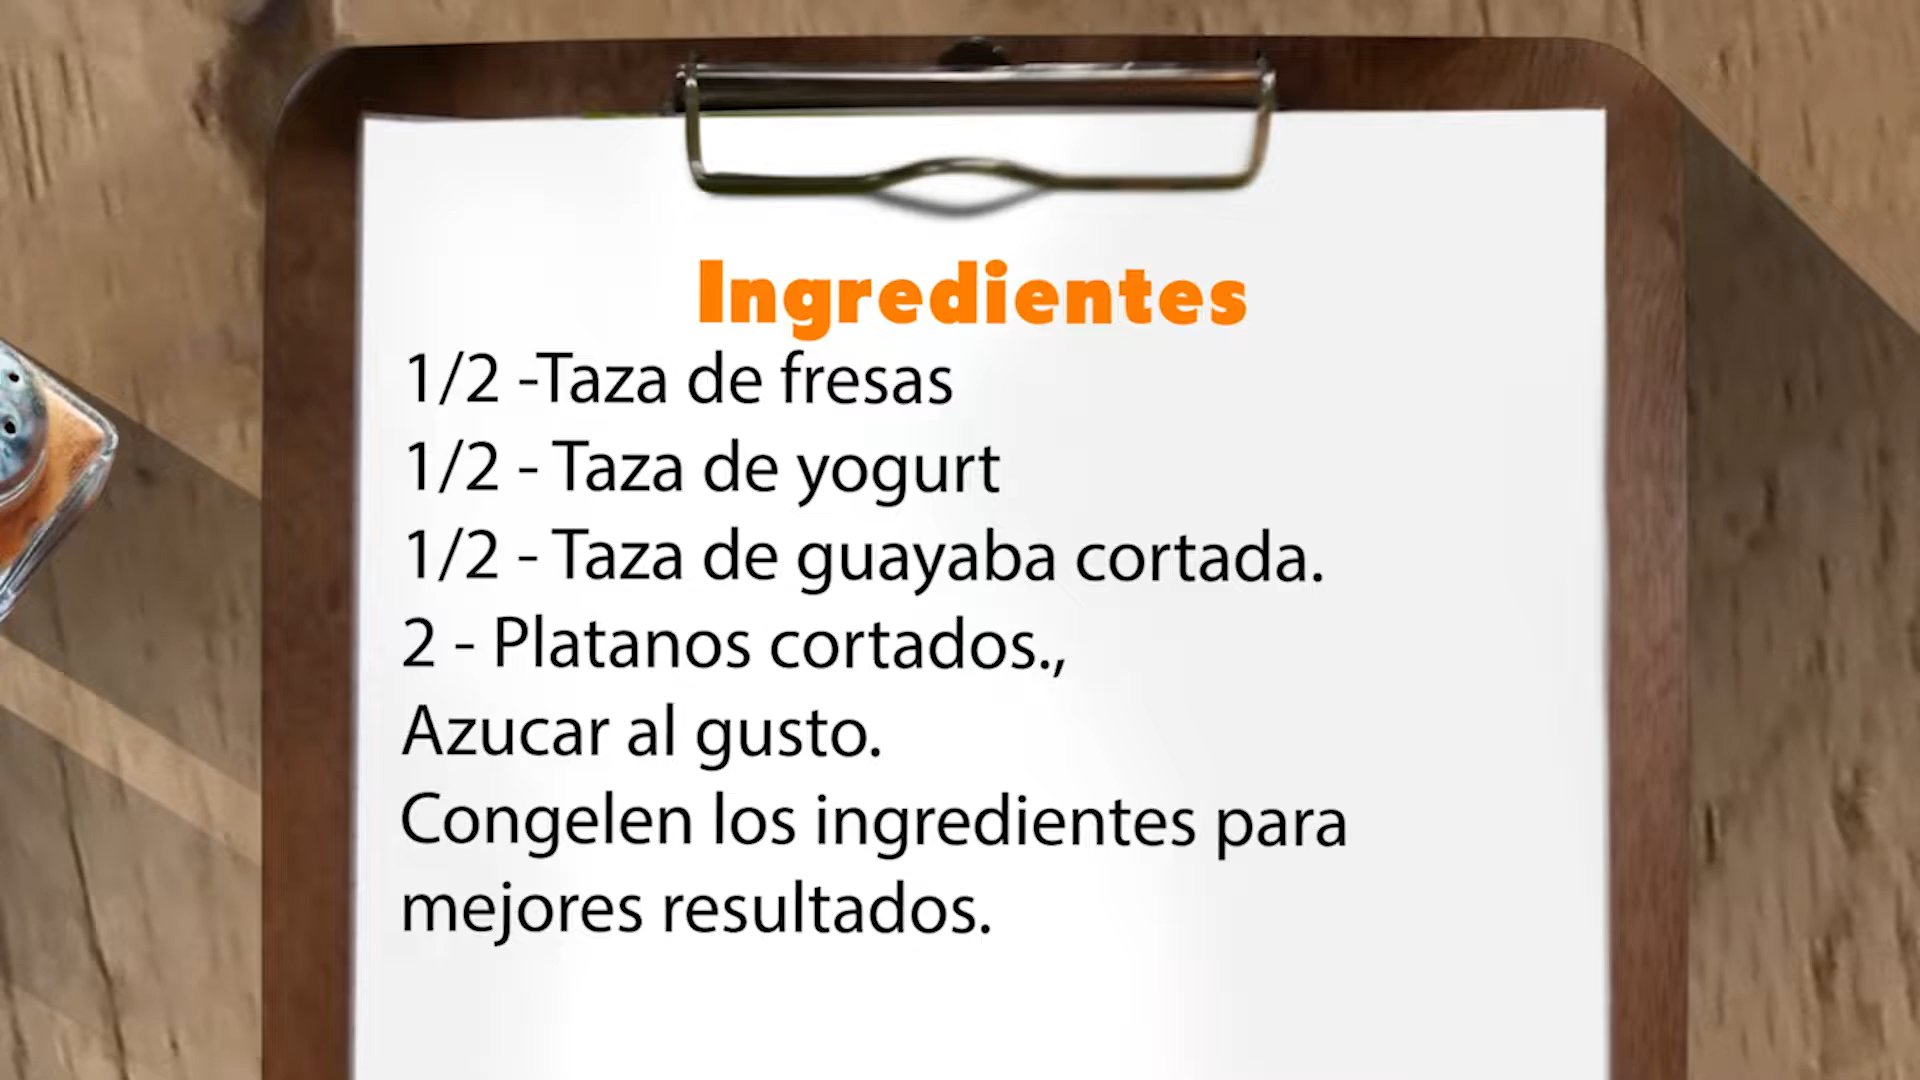 Ingredientes
1/2 -Taza de fresas
1/2 - Taza de yogurt
1/2 - Taza de guayaba cortada.
2 - Platanos cortados.,
Azucar al gusto.
Congelen los ingredientes para
mejores resultados.